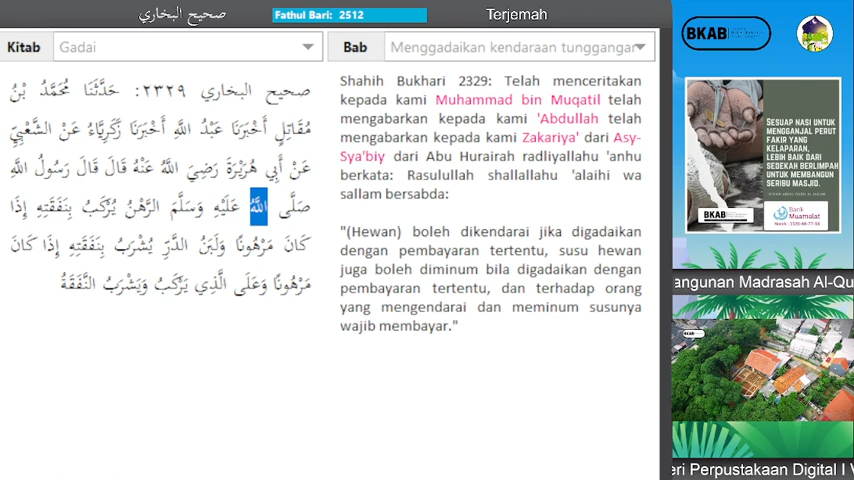 صحيح البخاري
Fathul Bari: 2512
Terjemah
Kitab
Gadai
Bab
Menggadaikan kendaraan tunggangan
صحيح البخاري ٢٣٢٩: حَدَّثَنَا مُحَمَّدُ بْنُ
مُقَاتِلٍ أَخْبَرَنَا عَبْدُ اللَّهِ أَخْبَرَنَا زَكَرِيَّاءُ عَنْ الشَّعْبِيِّ
عَنْ أَبِي هُرَيْرَةَ رَضِيَ اللَّهُ عَنْهُ قَالَ قَالَ رَسُولُ اللَّهِ
صَلَّى اللَّهُ عَلَيْهِ وَسَلَّمَ الرَّهْنُ يُرْكَبُ بِنَفَقَتِهِ إِذَا
كَانَ مَرْهُونًا وَلَبَنُ الدَّرِّ يُشْرَبُ بِنَفَقَتِهِ إِذَا كَانَ
مَرْهُونًا وَعَلَى الَّذِي يَرْكَبُ وَيَشْرَبُ النَّفَقَةُ
Shahih Bukhari 2329: Telah menceritakan
kepada kami Muhammad bin Muqatil telah
mengabarkan kepada kami 'Abdullah telah
mengabarkan kepada kami Zakariya' dari Asy-
Sya'biy dari Abu Hurairah radliyallahu 'anhu
berkata: Rasulullah shallallahu 'alaihi wa
sallam bersabda:
"(Hewan) boleh dikendarai jika digadaikan
dengan pembayaran tertentu, susu hewan
juga boleh diminum bila digadaikan dengan
pembayaran tertentu, dan terhadap orang
yang mengendarai dan meminum susunya
wajib membayar."
BKAB
SESUAP NASI UNTUK
MENGGANJAL PERUT
FAKIR YANG
KELAPARAN,
LEBIH BAIK DARI
SEDEKAH BERLIMPAH
UNTUK MEMBANGUN
SERIBU MASJID.
BKAB
Bank
Muamalat
angunan Madrasah Al-Qu
BKAB
eri Perpustakaan Digital I V